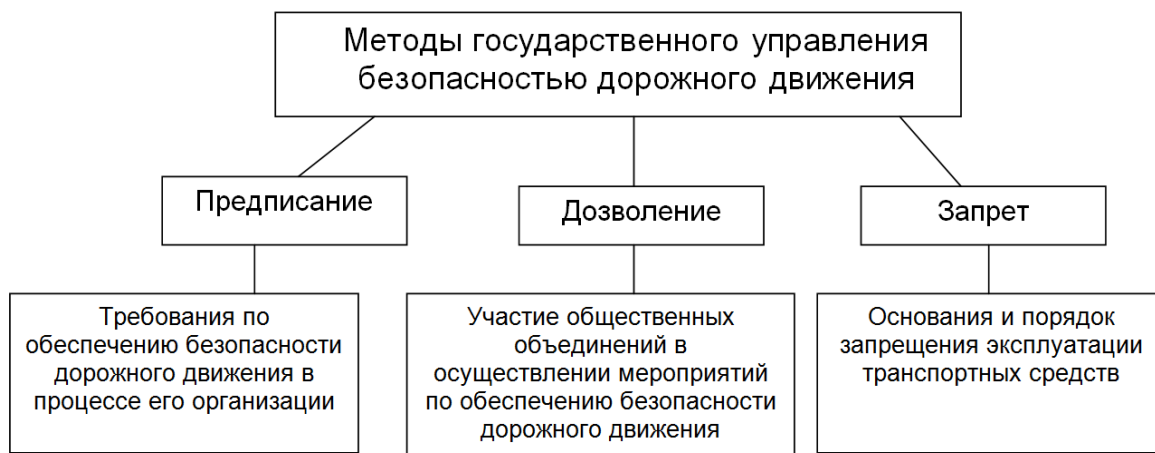 Методы государственного управления
безопасностью дорожного движения
Предписание
Дозволение
Запрет
Требования по
обеспечению безопасности
дорожного движения в
процессе его организации
Участие общественных
объединений в
осуществлении мероприятий
по обеспечению безопасности
дорожного движения
Основания и порядок
запрещения эксплуатации
транспортных средств